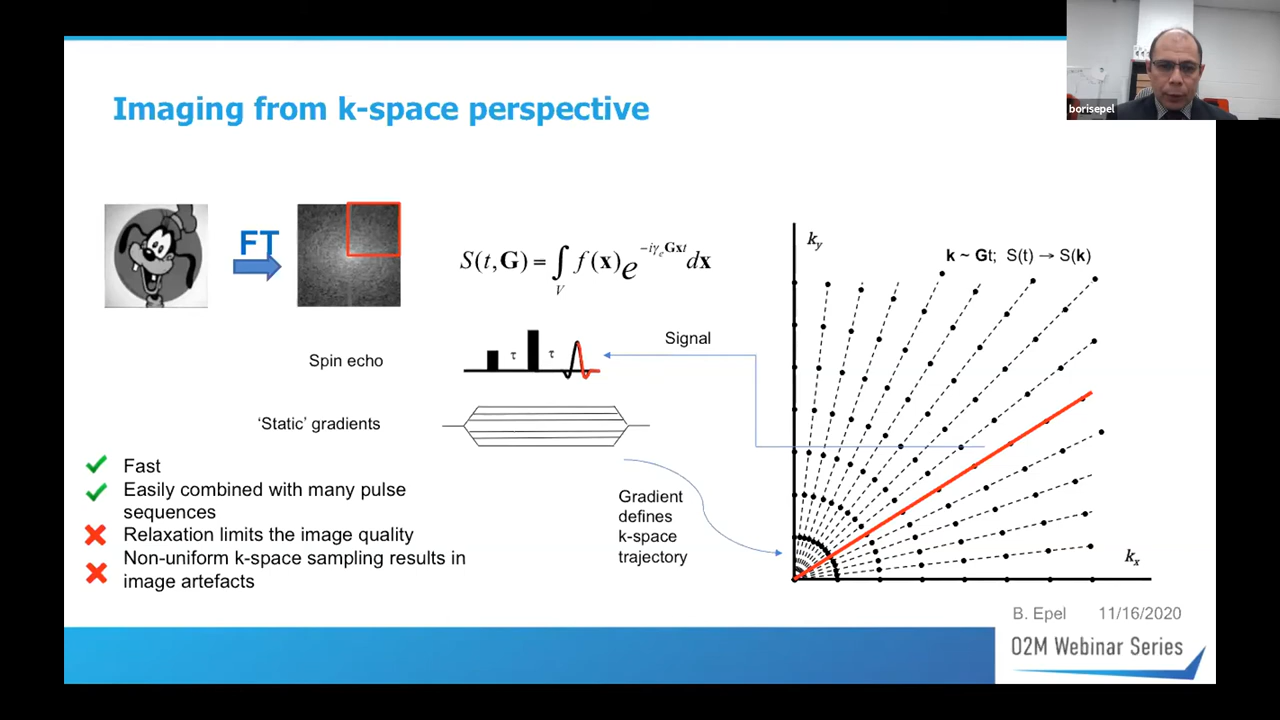 borisepel
Imaging from k-space perspective
FT
S(t,G) = ∫ f(x)e^{-iγ_e Gxt} dx
V
k_y
k ~ Gt; S(t) → S(k)
Spin echo
τ τ
Signal
'Static' gradients
Fast
Easily combined with many pulse
sequences
Relaxation limits the image quality
Non-uniform k-space sampling results in
image artefacts
Gradient
defines
k-space
trajectory
k_x
B. Epel 11/16/2020
O2M Webinar Series